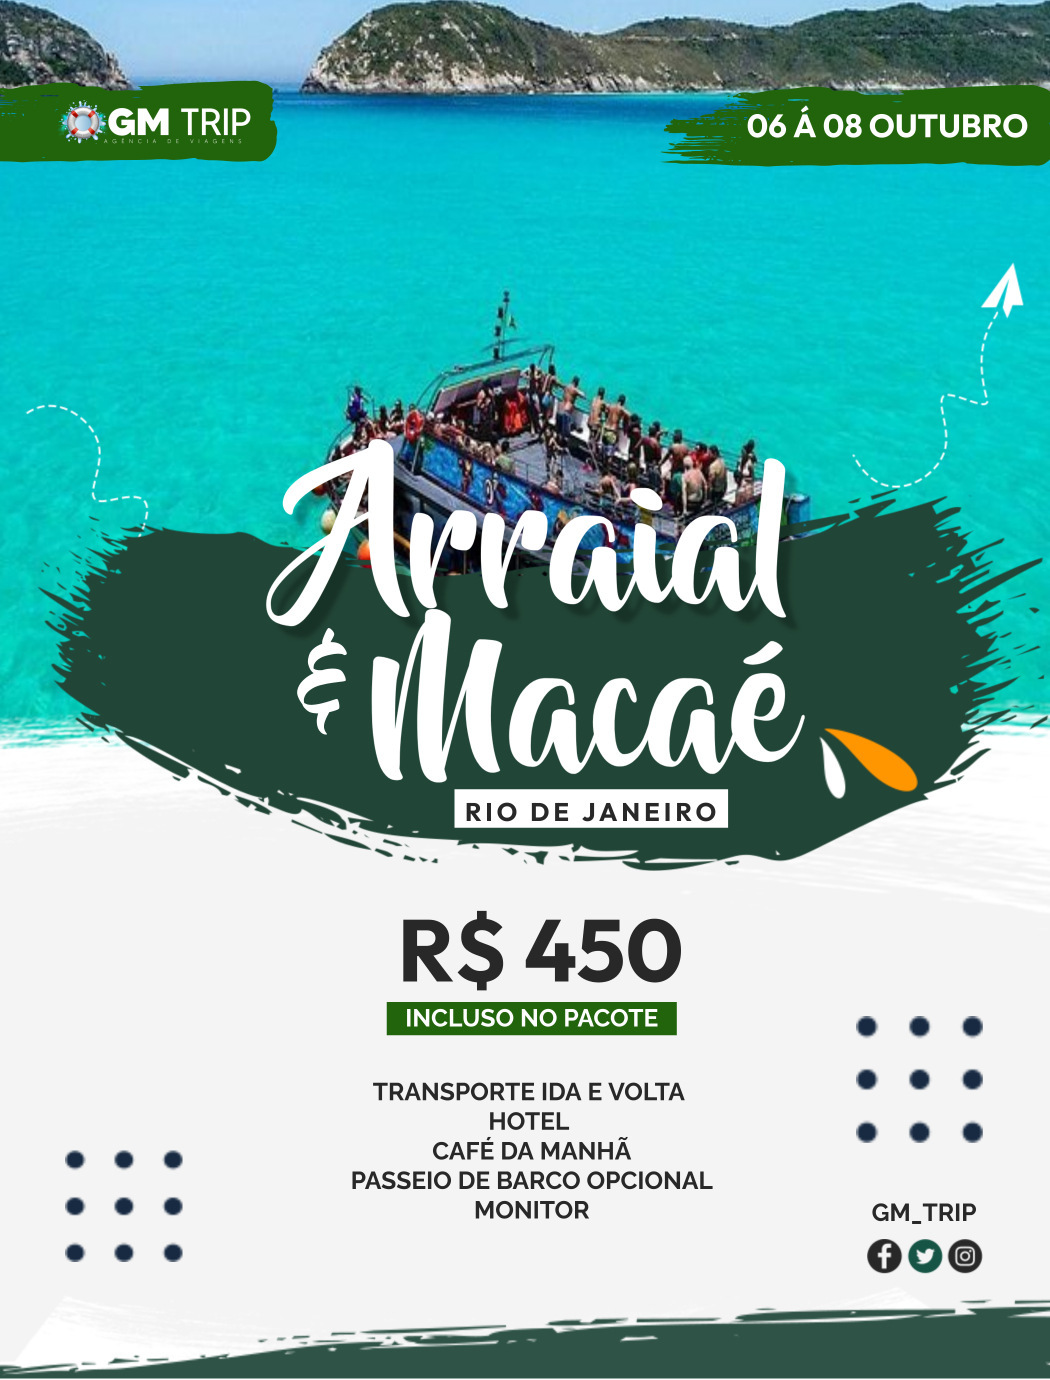 GM TRIP
AGÊNCIA DE VIAGENS
06 Á 08 OUTUBRO
Arraial
& Macaé
RIO DE JANEIRO
R$ 450
INCLUSO NO PACOTE
TRANSPORTE IDA E VOLTA
HOTEL
CAFÉ DA MANHÃ
PASSEIO DE BARCO OPCIONAL
MONITOR
GM_TRIP